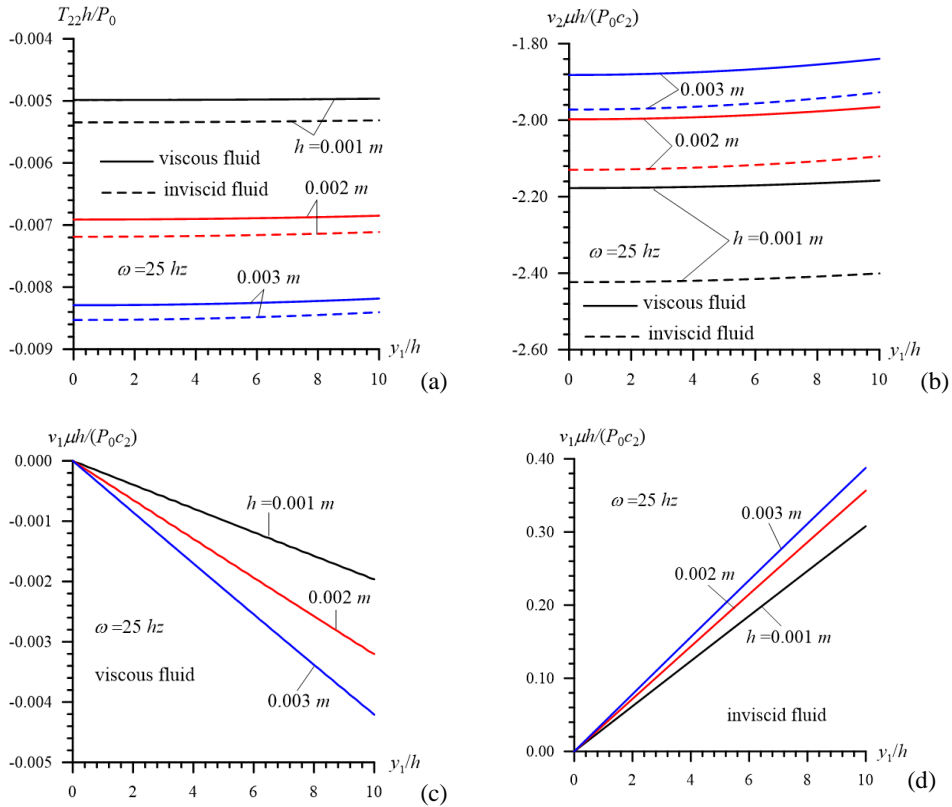 T22h/P0
-0.004
-0.005
-0.006
-0.007
-0.008
-0.009
h =0.001 m
viscous fluid
inviscid fluid
0.002 m
ω =25 hz
0.003 m
0 2 4 6 8 10
y1/h
(a)
v2μh/(P0c2)
-1.80
-2.00
-2.20
-2.40
-2.60
0.003 m
0.002 m
h=0.001 m
ω =25 hz
viscous fluid
inviscid fluid
0 2 4 6 8 10
y1/h
(b)
v1μh/(P0c2)
0.000
-0.001
-0.002
-0.003
-0.004
-0.005
h=0.001 m
0.002 m
ω =25 hz
viscous fluid
0.003 m
0 2 4 6 8 10
y1/h
(c)
v1μh/(P0c2)
0.40
0.30
0.20
0.10
0.00
ω =25 hz
0.003 m
0.002 m
h=0.001 m
inviscid fluid
0 2 4 6 8 10
y1/h
(d)